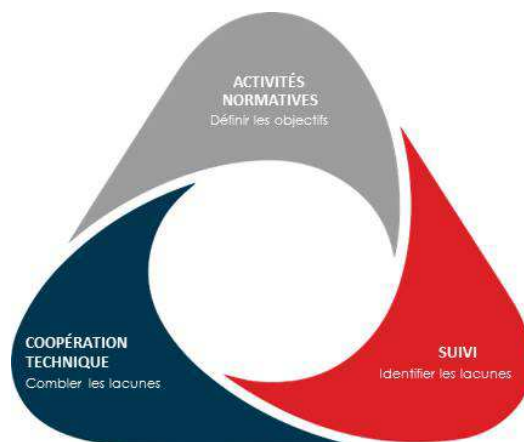 ACTIVITÉS
NORMATIVES
Définir les objectifs
COOPÉRATION
TECHNIQUE
Combler les lacunes
SUIVI
Identifier les lacunes